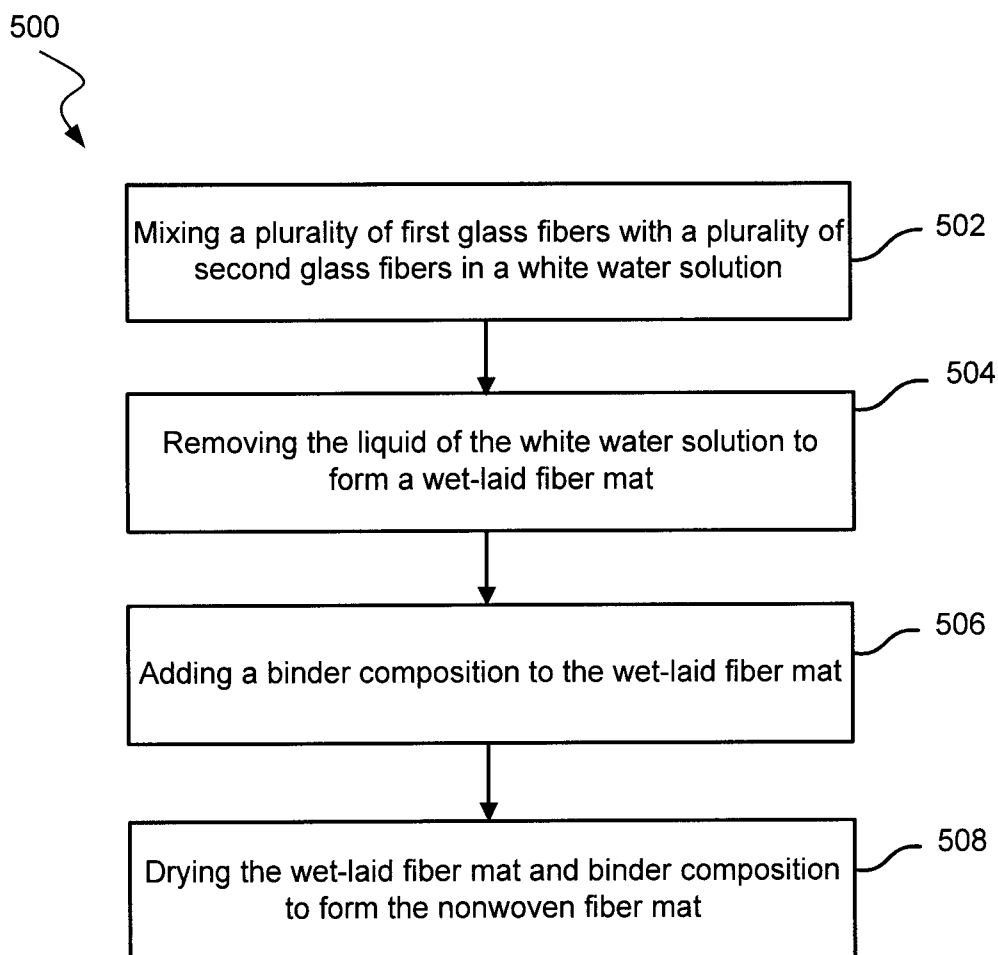 500
Mixing a plurality of first glass fibers with a plurality of
second glass fibers in a white water solution
502
Removing the liquid of the white water solution to
form a wet-laid fiber mat
504
Adding a binder composition to the wet-laid fiber mat
506
Drying the wet-laid fiber mat and binder composition
to form the nonwoven fiber mat
508